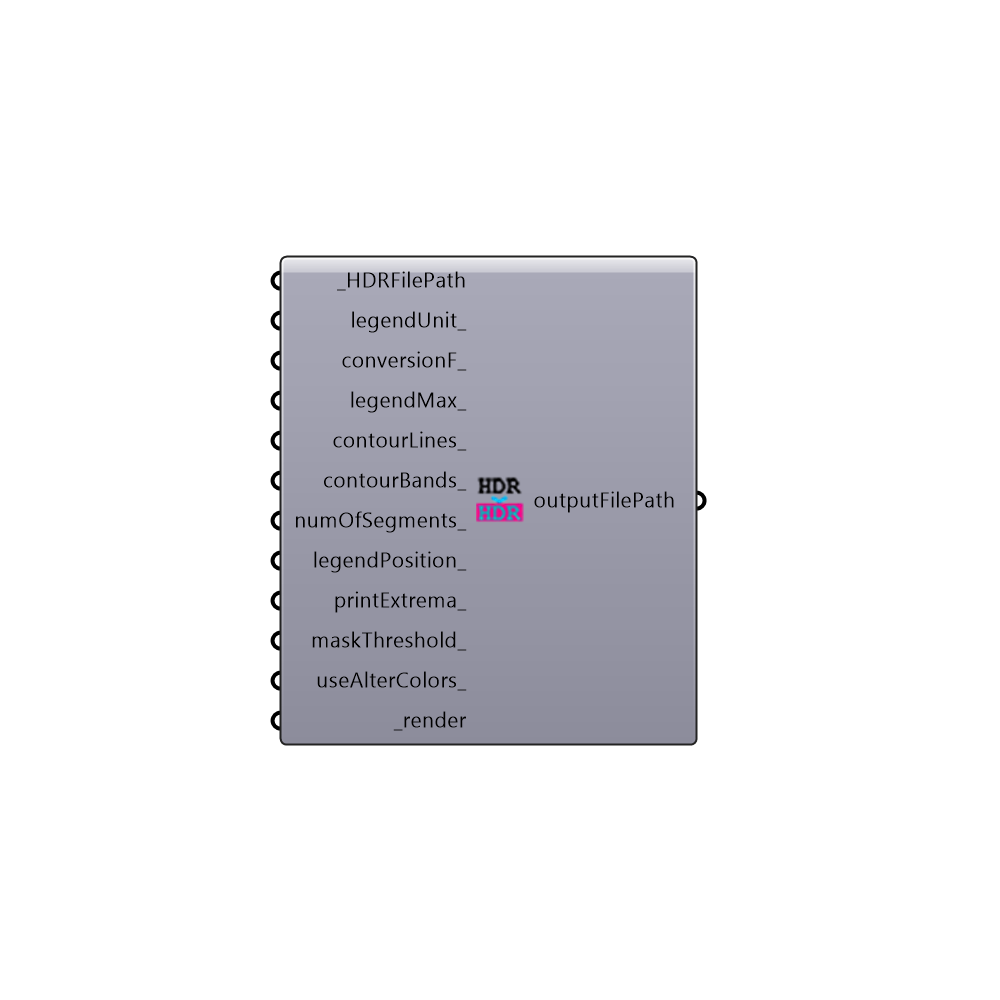 _HDRFilePath
legendUnit_
conversionF_
legendMax_
contourLines_
contourBands_
numOfSegments_
legendPosition_
printExtrema_
maskThreshold_
useAlterColors_
_render
HDR
HDR
outputFilePath